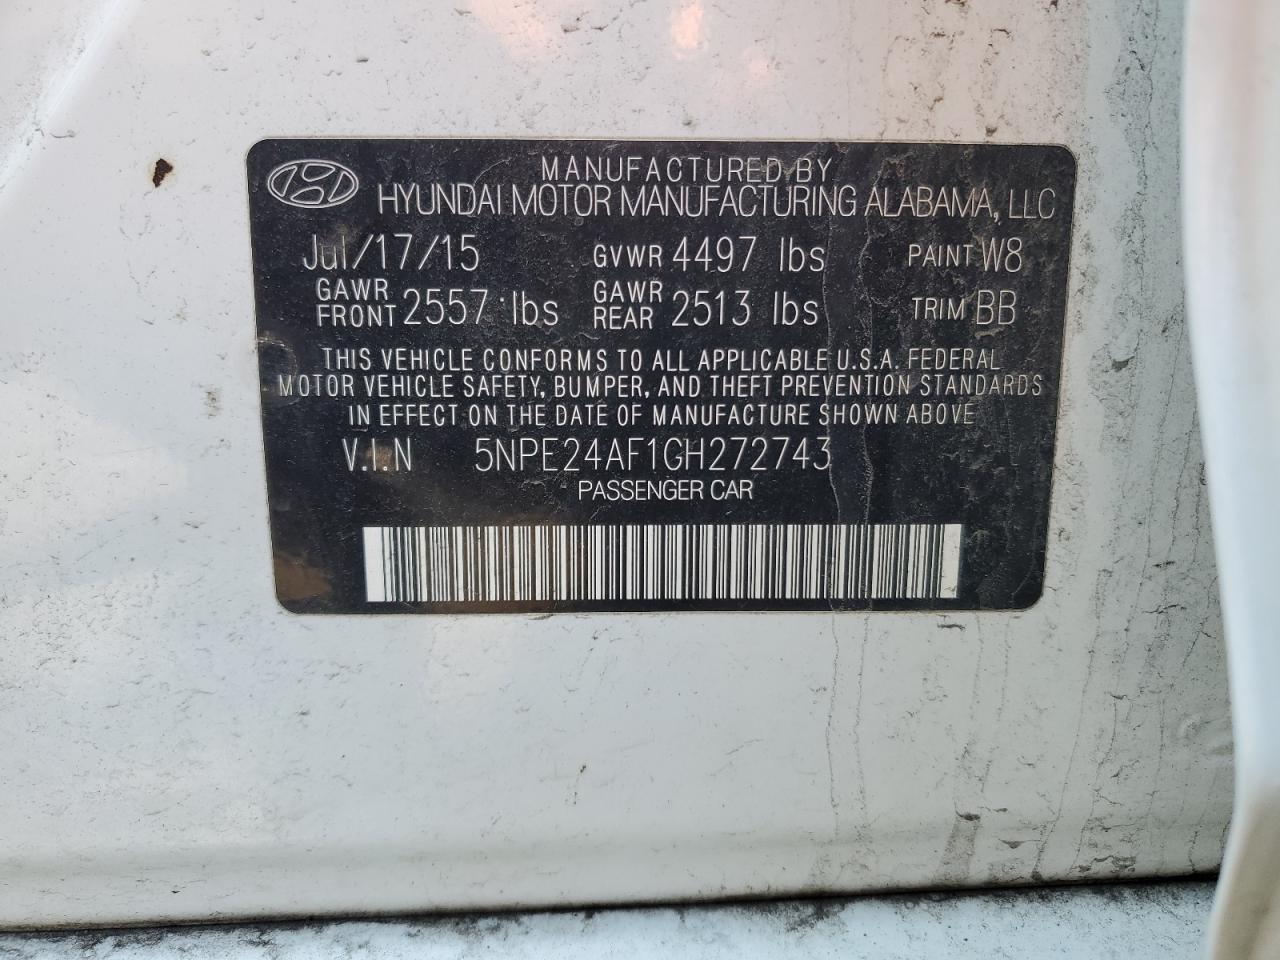 MANUFACTURED BY
HYUNDAI MOTOR MANUFACTURING ALABAMA, LLC
Jul/17/15 GVWR 4497 lbs PAINT W8
GAWR FRONT 2557 lbs GAWR REAR 2513 lbs TRIM BB
THIS VEHICLE CONFORMS TO ALL APPLICABLE U.S.A. FEDERAL
MOTOR VEHICLE SAFETY, BUMPER, AND THEFT PREVENTION STANDARDS
IN EFFECT ON THE DATE OF MANUFACTURE SHOWN ABOVE
V.I.N 5NPE24AF1GH272743
PASSENGER CAR